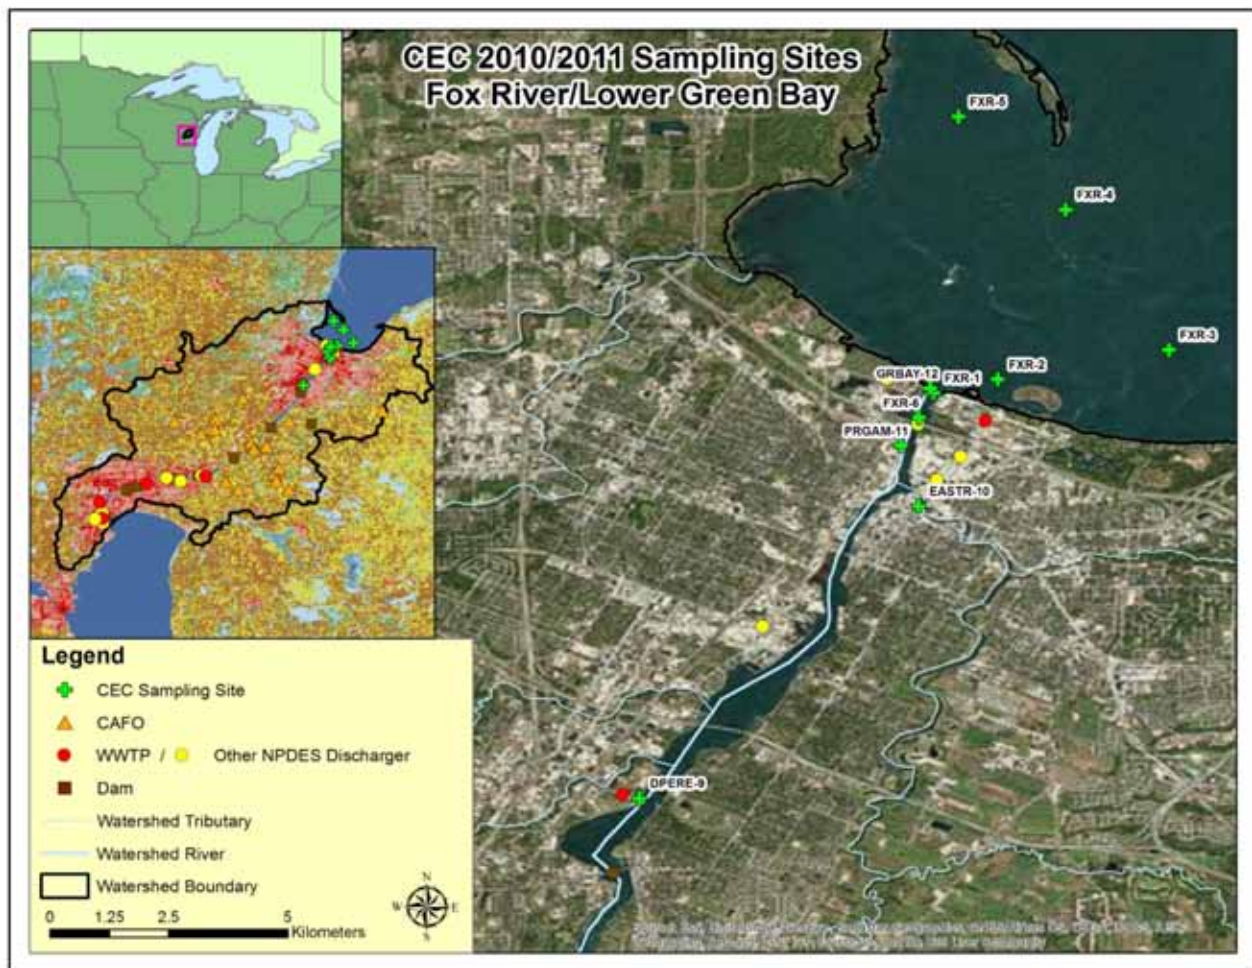 CEC 2010/2011 Sampling Sites
Fox River/Lower Green Bay
FXR-5
FXR-4
FXR-3
FXR-2
GRBAY-12
FXR-1
FXR-6
PRGAM-11
EASTR-10
DPERE-9
Legend
CEC Sampling Site
CAFO
WWTP / Other NPDES Discharger
Dam
Watershed Tributary
Watershed River
Watershed Boundary
N
W E
S
0 1.25 2.5 5
Kilometers